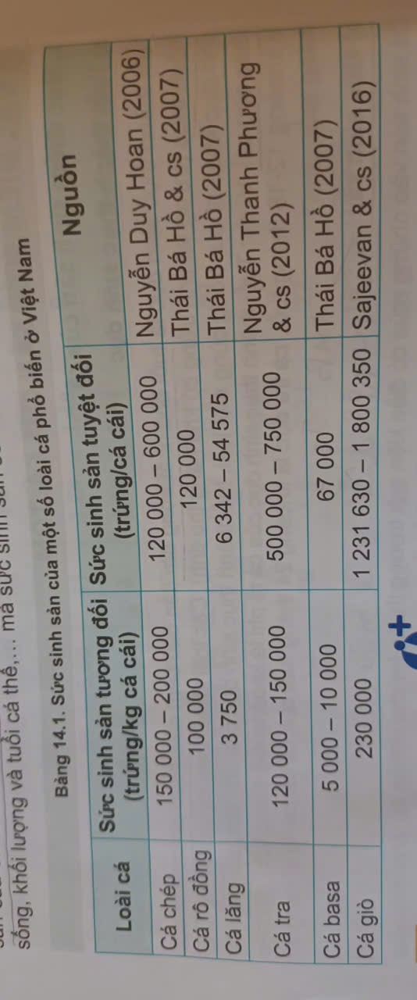 sống, khối lượng và tuổi cá thể,... mà sức sinh
Bảng 14.1. Sức sinh sản của một số loài cá phổ biến ở Việt Nam
Loài cá
Sức sinh sản tương đối
(trứng/kg cá cái)
Sức sinh sản tuyệt đối
(trứng/cá cái)
Nguồn
Cá chép 150 000 – 200 000 120 000 – 600 000 Nguyễn Duy Hoan (2006)
Cá rô đồng 100 000 120 000 Thái Bá Hồ & cs (2007)
Cá lăng 3 750 6 342 – 54 575 Thái Bá Hồ (2007)
Cá tra 120 000 – 150 000 500 000 – 750 000 Nguyễn Thanh Phương
& cs (2012)
Cá basa 5 000 – 10 000 67 000 Thái Bá Hồ (2007)
Cá giò 230 000 1 231 630 – 1 800 350 Sajeevan & cs (2016)